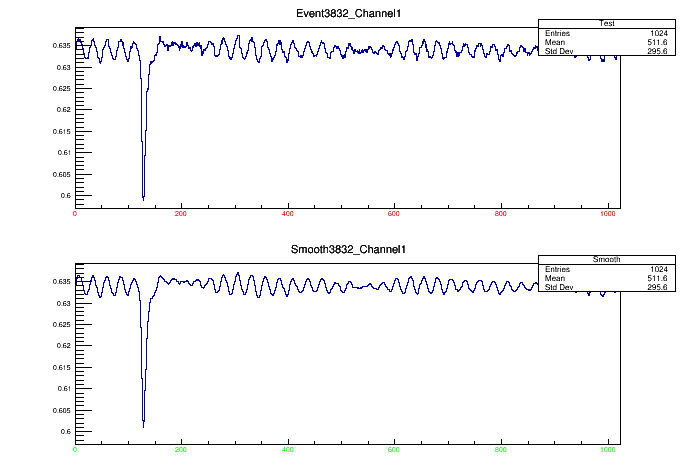 Event3832_Channel1
Test
Entries 1024
Mean 511.6
Std Dev 295.6
0.635
0.63
0.625
0.62
0.615
0.61
0.605
0.6
0 200 400 600 800 1000
Smooth3832_Channel1
Smooth
Entries 1024
Mean 511.6
Std Dev 295.6
0.635
0.63
0.625
0.62
0.615
0.61
0.605
0.6
0 200 400 600 800 1000